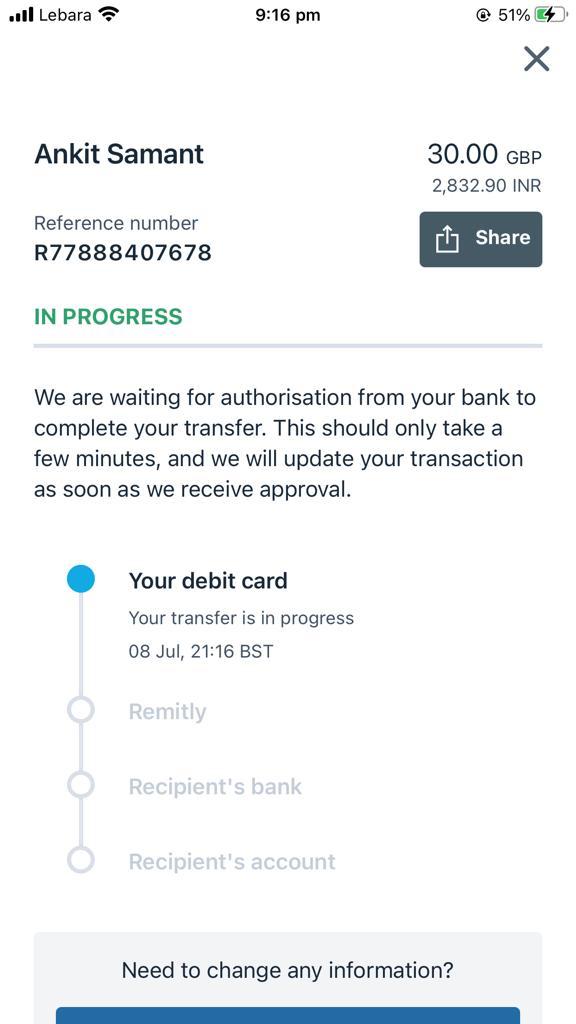 Lebara 9:16 pm 51%
Ankit Samant 30.00 GBP
2,832.90 INR
Reference number
R77888407678
Share
IN PROGRESS
We are waiting for authorisation from your bank to
complete your transfer. This should only take a
few minutes, and we will update your transaction
as soon as we receive approval.
Your debit card
Your transfer is in progress
08 Jul, 21:16 BST
Remitly
Recipient's bank
Recipient's account
Need to change any information?